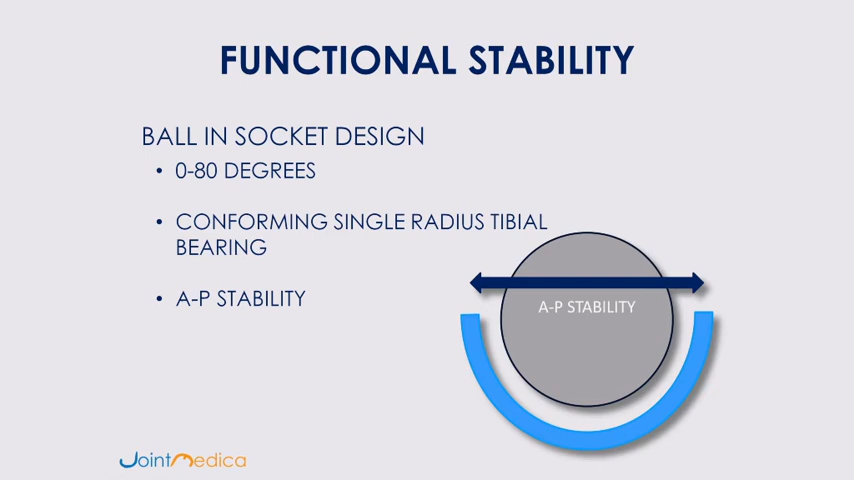 FUNCTIONAL STABILITY
BALL IN SOCKET DESIGN
• 0-80 DEGREES
• CONFORMING SINGLE RADIUS TIBIAL
BEARING
• A-P STABILITY
A-P STABILITY
JointMedica